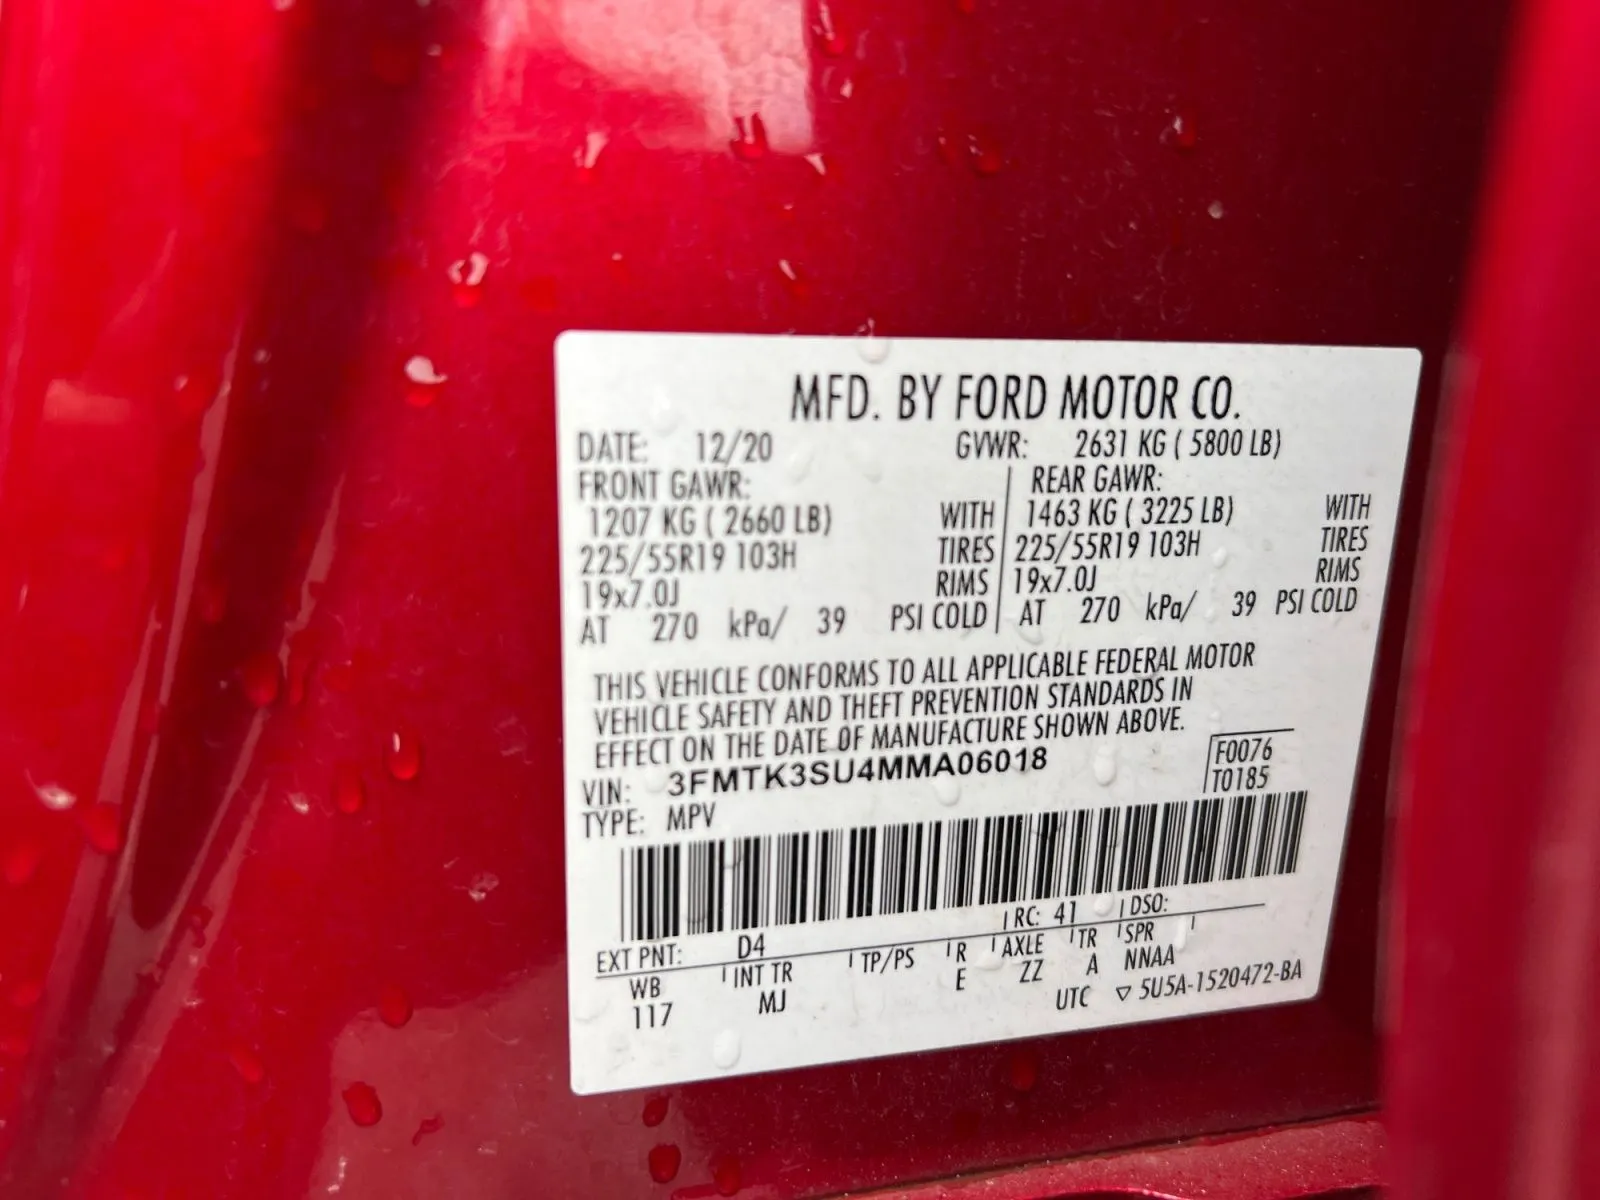 MFD. BY FORD MOTOR CO.
DATE: 12/20 GVWR: 2631 KG ( 5800 LB)
FRONT GAWR: REAR GAWR:
1207 KG ( 2660 LB) WITH 1463 KG ( 3225 LB) WITH
225/55R19 103H TIRES 225/55R19 103H TIRES
19x7.0J RIMS 19x7.0J RIMS
AT 270 kPa/ 39 PSI COLD AT 270 kPa/ 39 PSI COLD
THIS VEHICLE CONFORMS TO ALL APPLICABLE FEDERAL MOTOR
VEHICLE SAFETY AND THEFT PREVENTION STANDARDS IN
EFFECT ON THE DATE OF MANUFACTURE SHOWN ABOVE.
VIN: 3FMTK3SU4MMA06018 F0076
TYPE: MPV T0185
EXT PNT: D4 RC: 41 DSO:
WB INT TR TP/PS R AXLE TR SPR
117 MJ E ZZ A NNAA
UTC ▽ 5U5A-1520472-BA